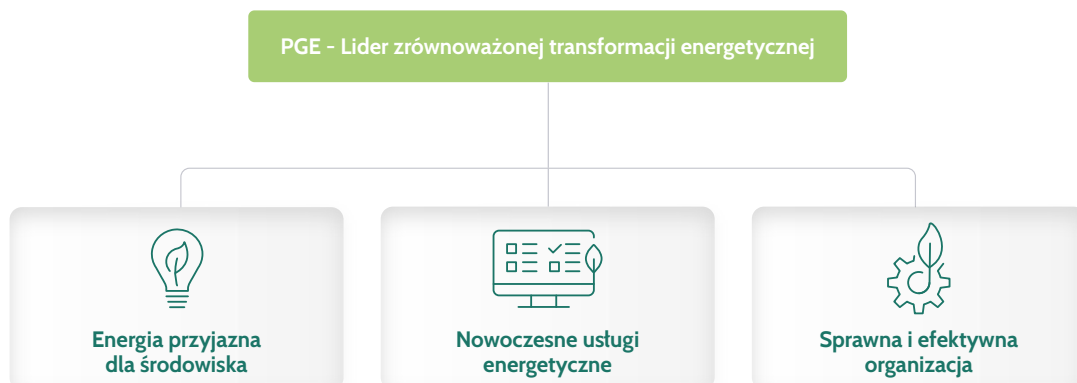 PGE - Lider zrównoważonej transformacji energetycznej
Energia przyjazna
dla środowiska
Nowoczesne usługi
energetyczne
Sprawna i efektywna
organizacja